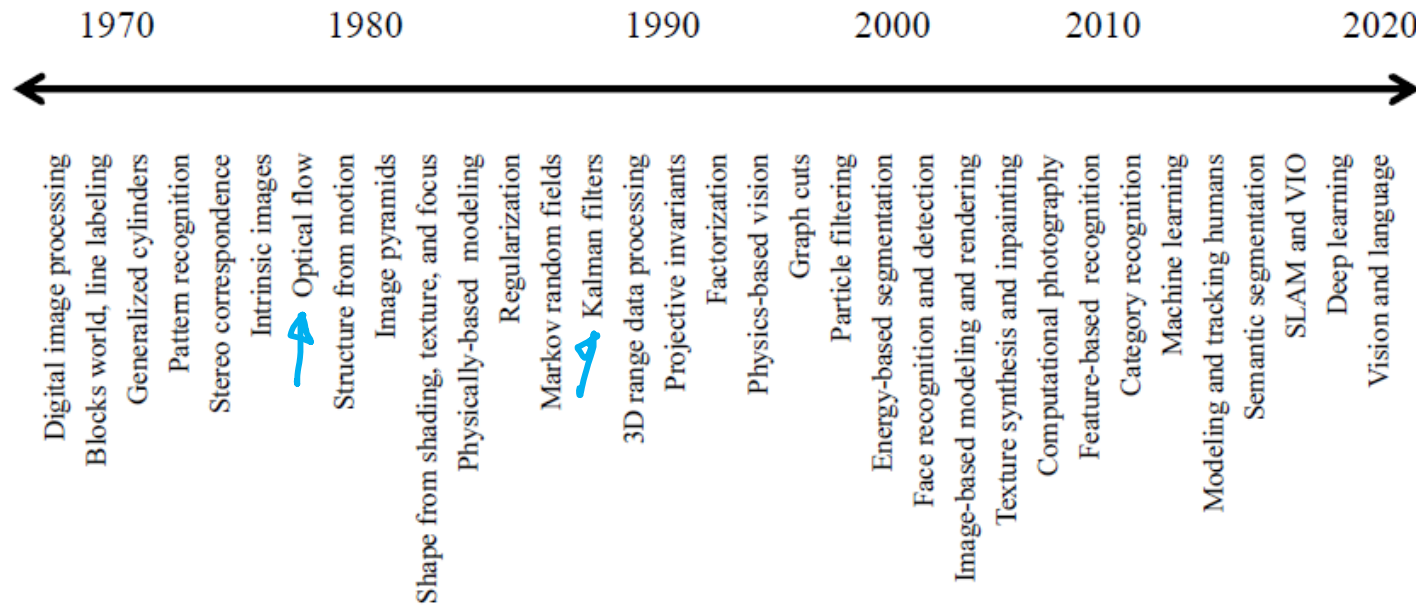 1970 1980 1990 2000 2010 2020
Digital image processing
Blocks world, line labeling
Generalized cylinders
Pattern recognition
Stereo correspondence
Intrinsic images
Optical flow
Structure from motion
Image pyramids
Shape from shading, texture, and focus
Physically-based modeling
Regularization
Markov random fields
Kalman filters
3D range data processing
Projective invariants
Factorization
Physics-based vision
Graph cuts
Particle filtering
Energy-based segmentation
Face recognition and detection
Image-based modeling and rendering
Texture synthesis and inpainting
Computational photography
Feature-based recognition
Category recognition
Machine learning
Modeling and tracking humans
Semantic segmentation
SLAM and VIO
Deep learning
Vision and language